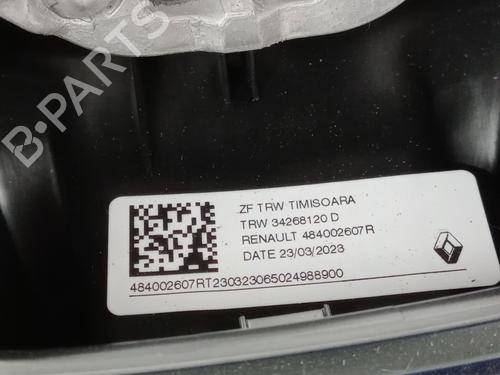 B-PARTS
ZF TRW TIMISOARA
TRW 34268120 D
RENAULT 484002607R
DATE 23/03/2023
484002607RT230323065024988900